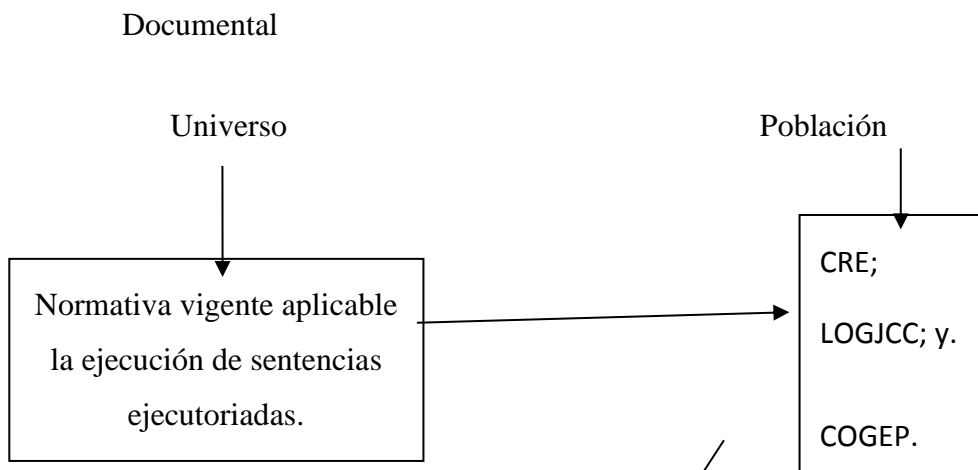 Documental
Universo
Población
Normativa vigente aplicable
la ejecución de sentencias
ejecutoriadas.
CRE;
LOGJCC; y.
COGEP.